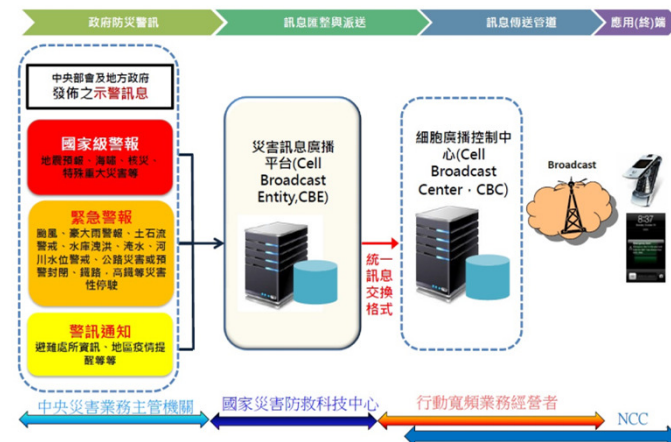 政府防災警訊
訊息匯整與派送
訊息傳送管道
應用(終)端
中央部會及地方政府
發佈之示警訊息
國家級警報
地震預報、海嘯、核災、
特殊重大災害等
緊急警報
颱風、豪大雨警報、土石流
警戒、水庫洩洪、淹水、河
川水位警戒、公路災害或預
警封閉、鐵路，高鐵等災害
性停駛
警訊通知
避難處所資訊、地區疫情提
醒等等
災害訊息廣播
平台(Cell
Broadcast
Entity,CBE)
統一
訊息
交換
格式
細胞廣播控制中
心(Cell
Broadcast
Center，CBC)
Broadcast
8:37
中央災害業務主管機關
國家災害防救科技中心
行動寬頻業務經營者
NCC